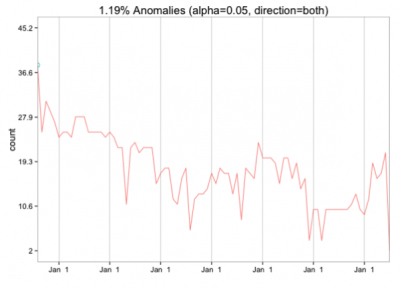 1.19% Anomalies (alpha=0.05, direction=both)
45.2
36.6
27.9
19.3
10.6
2
count
Jan 1 Jan 1 Jan 1 Jan 1 Jan 1 Jan 1 Jan 1